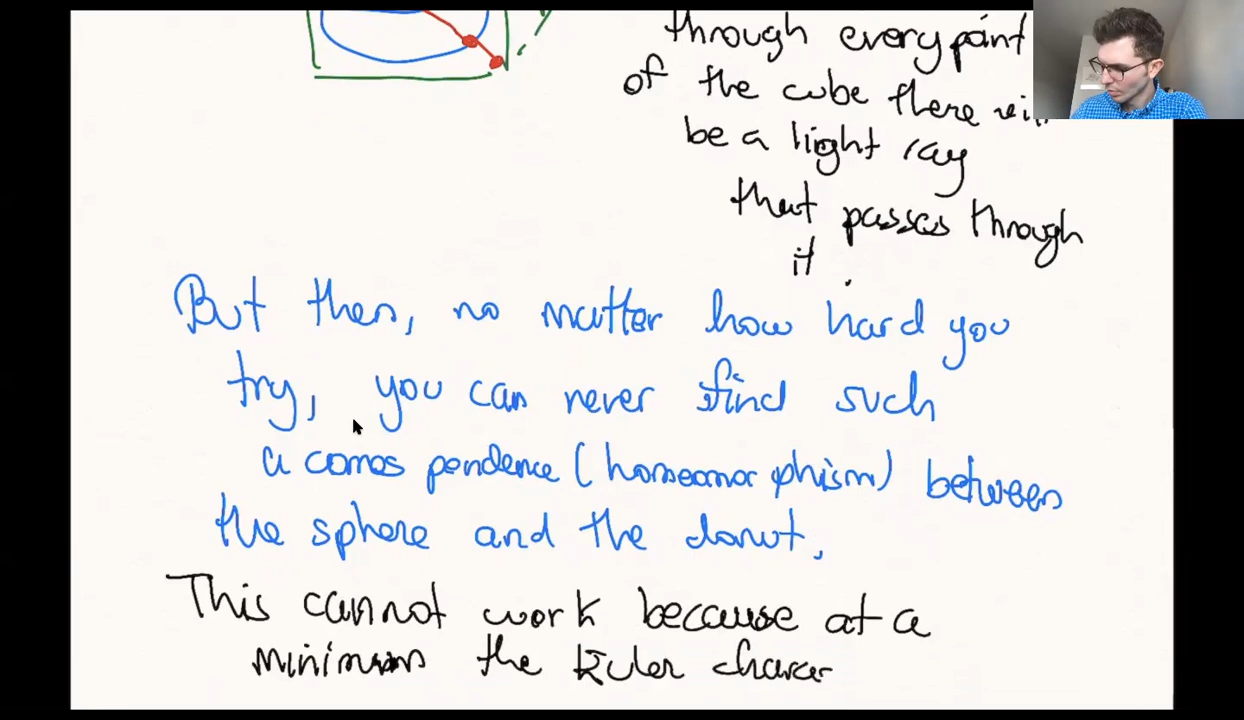 through every point
of the cube there wi
be a light ray
that passes through
it.
But then, no matter how hard you
try, you can never find such
a correspondence (homeomorphism) between
the sphere and the donut.
This cannot work because at a
minimum the Euler charac